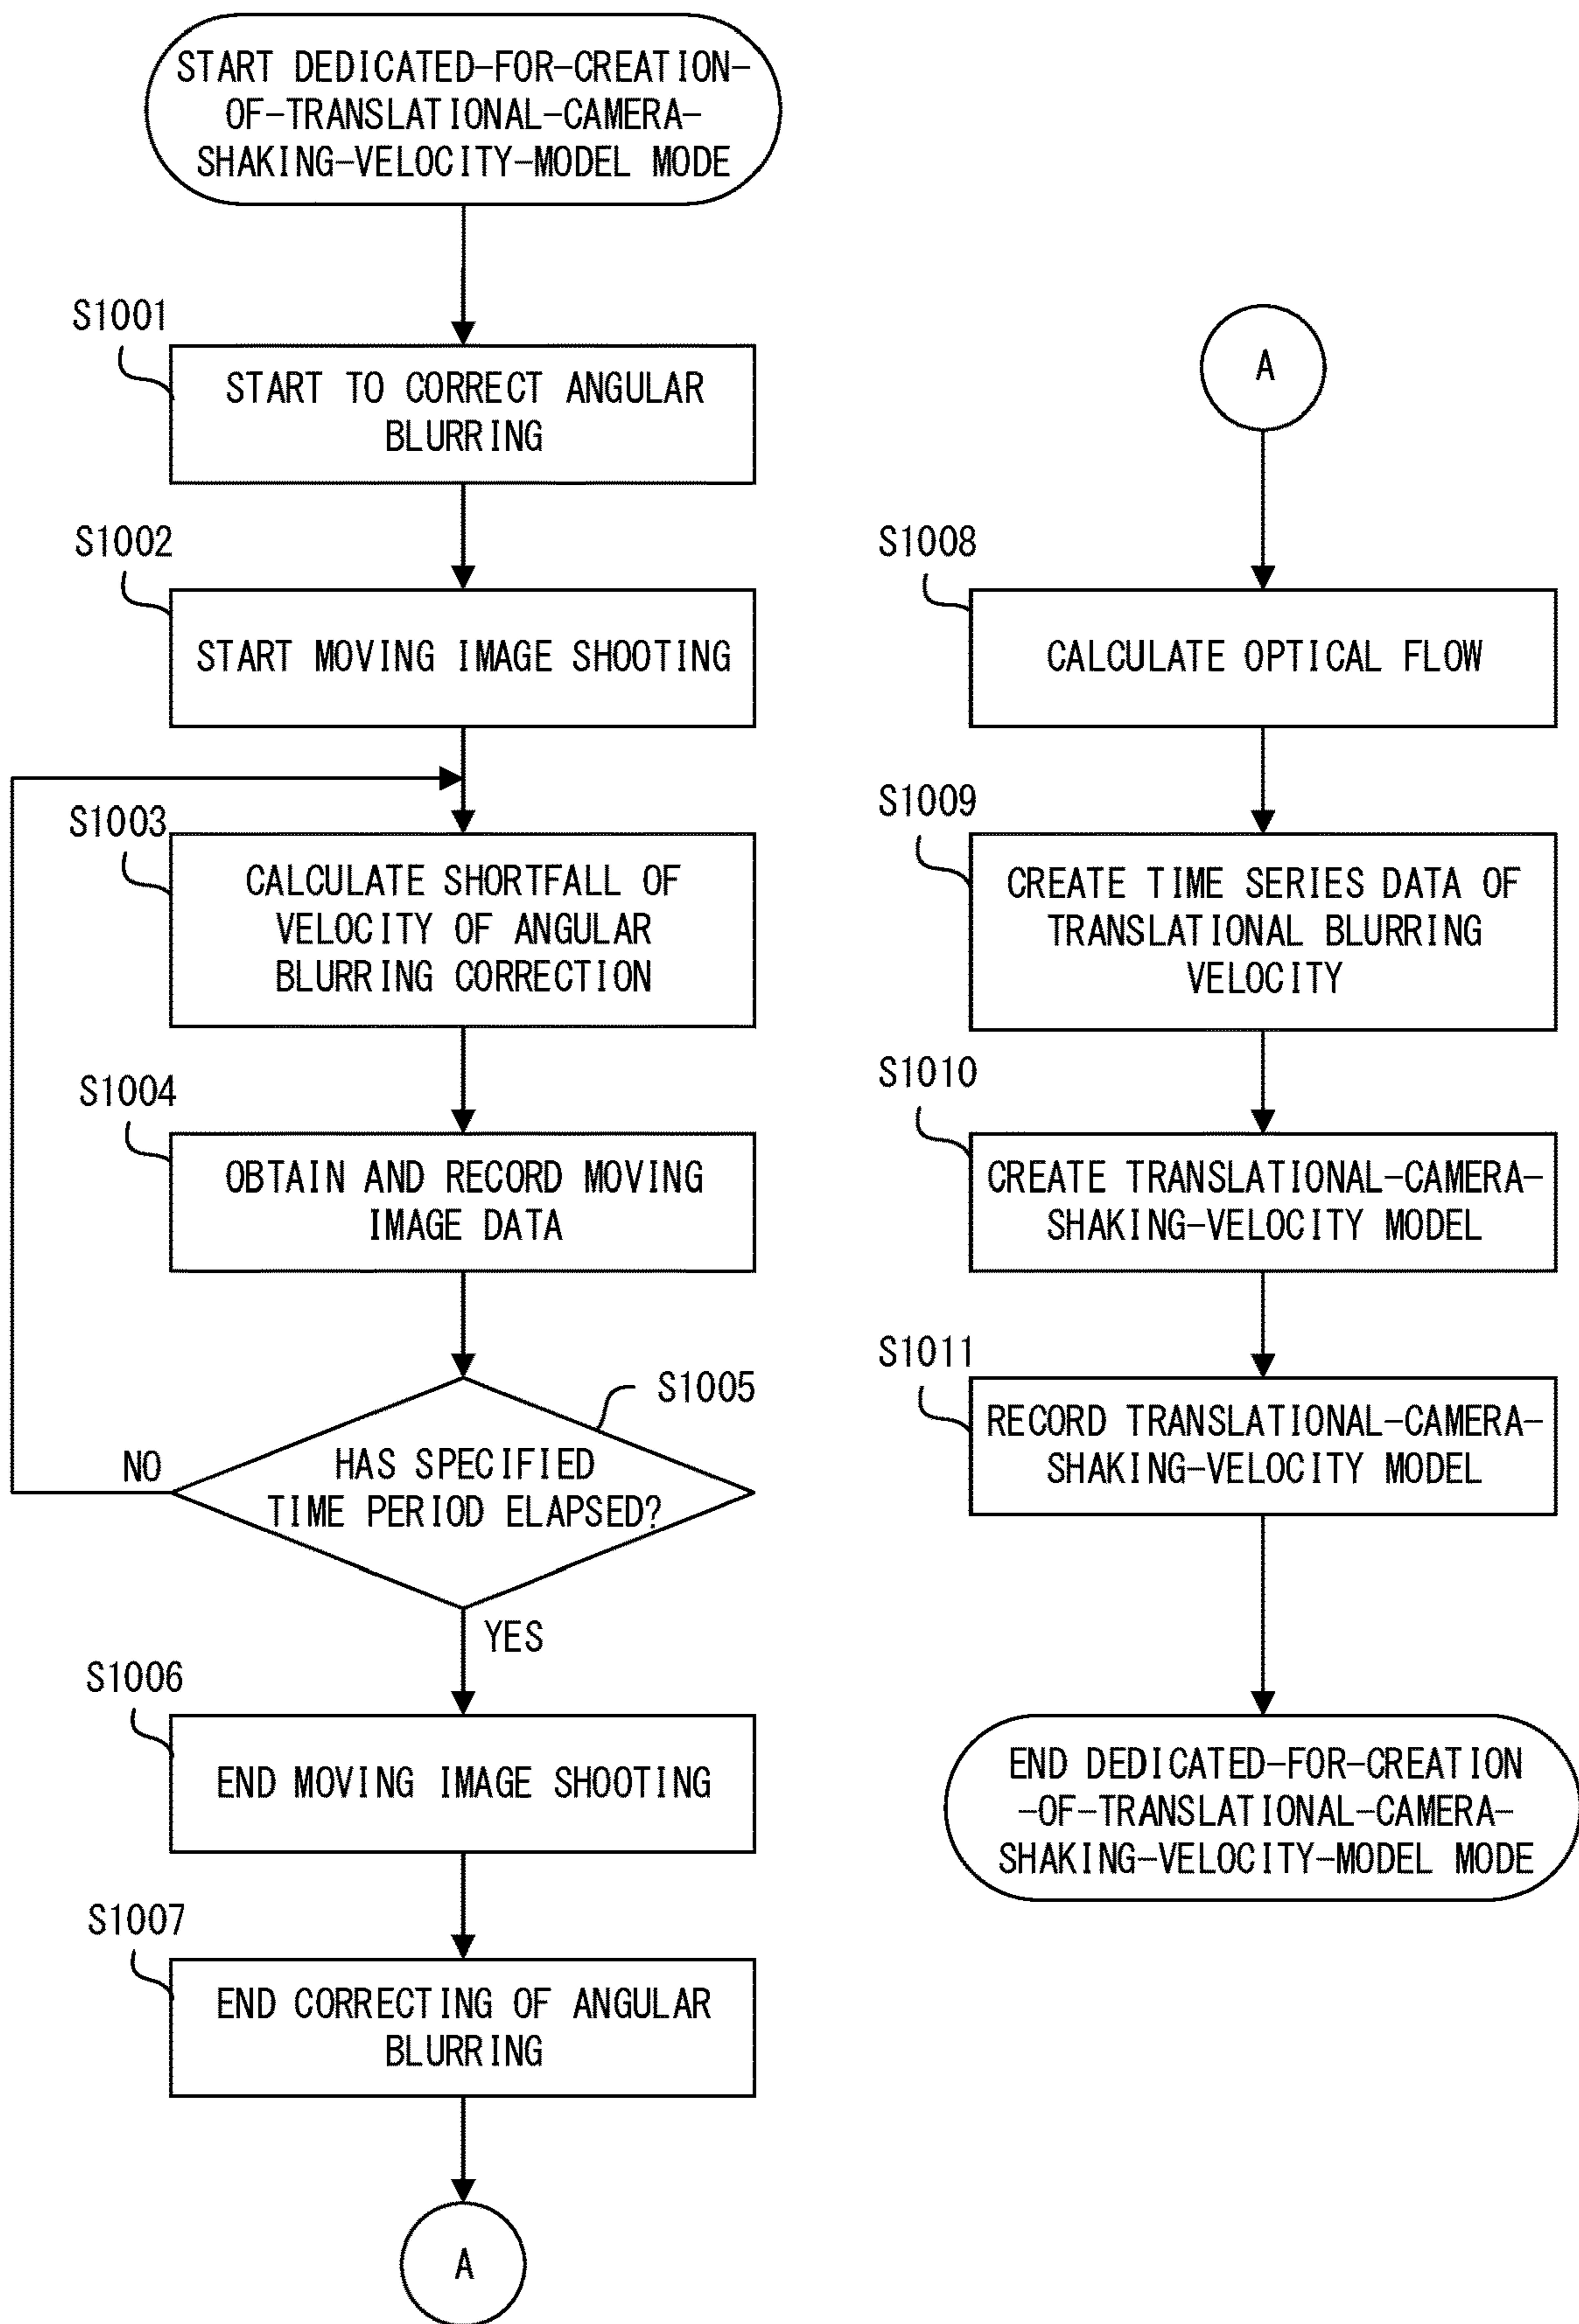 START DEDICATED-FOR-CREATION-
OF-TRANSLATIONAL-CAMERA-
SHAKING-VELOCITY-MODEL MODE
S1001
START TO CORRECT ANGULAR
BLURRING
S1002
START MOVING IMAGE SHOOTING
S1003
CALCULATE SHORTFALL OF
VELOCITY OF ANGULAR
BLURRING CORRECTION
S1004
OBTAIN AND RECORD MOVING
IMAGE DATA
S1005
HAS SPECIFIED
TIME PERIOD ELAPSED?
NO
YES
S1006
END MOVING IMAGE SHOOTING
S1007
END CORRECTING OF ANGULAR
BLURRING
A
A
S1008
CALCULATE OPTICAL FLOW
S1009
CREATE TIME SERIES DATA OF
TRANSLATIONAL BLURRING
VELOCITY
S1010
CREATE TRANSLATIONAL-CAMERA-
SHAKING-VELOCITY MODEL
S1011
RECORD TRANSLATIONAL-CAMERA-
SHAKING-VELOCITY MODEL
END DEDICATED-FOR-CREATION
-OF-TRANSLATIONAL-CAMERA-
SHAKING-VELOCITY-MODEL MODE